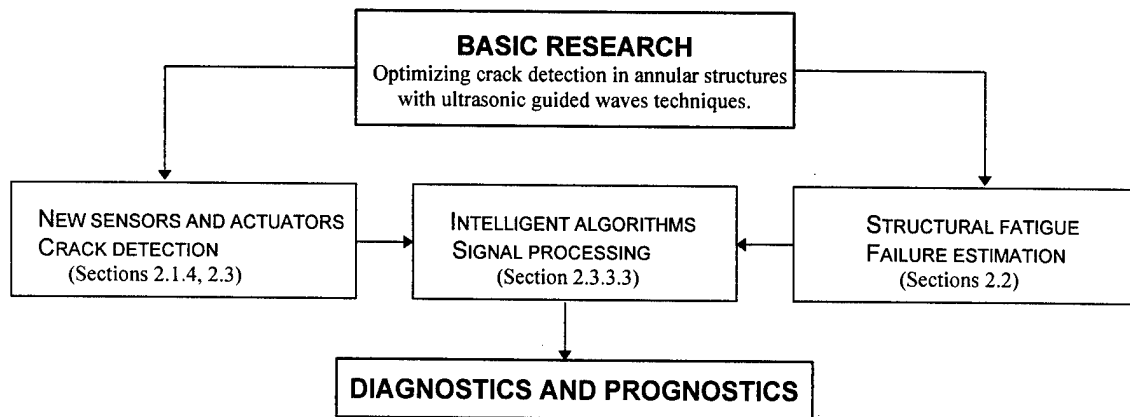 BASIC RESEARCH
Optimizing crack detection in annular structures
with ultrasonic guided waves techniques.
NEW SENSORS AND ACTUATORS
CRACK DETECTION
(Sections 2.1.4, 2.3)
INTELLIGENT ALGORITHMS
SIGNAL PROCESSING
(Section 2.3.3.3)
STRUCTURAL FATIGUE
FAILURE ESTIMATION
(Sections 2.2)
DIAGNOSTICS AND PROGNOSTICS